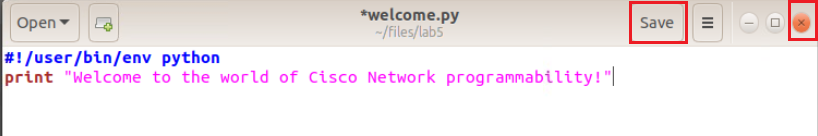 Open
*welcome.py
~/files/lab5
Save
#!/user/bin/env python
print "Welcome to the world of Cisco Network programmability!"